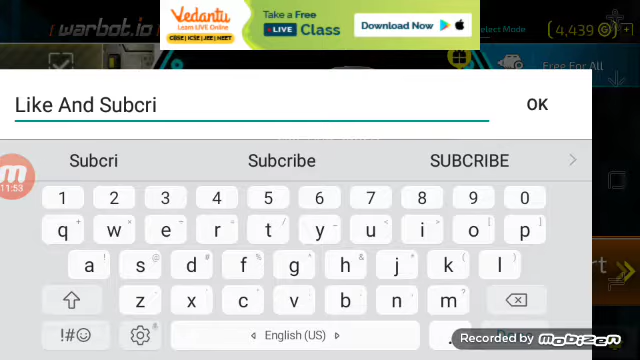 warbot.io
Vedantu
Learn LIVE Online
CBSE | ICSE | JEE | NEET
Take a Free
LIVE Class
Download Now
Select Mode
4,439
Free For All
Like And Subcri
OK
Subcri Subcribe SUBCRIBE
11:53
1 2 3 4 5 6 7 8 9 0
q w e r t y u i o p
a s d f g h j k l
z x c v b n m ?
!#☺ English (US) .
Recorded by MOBIZEN